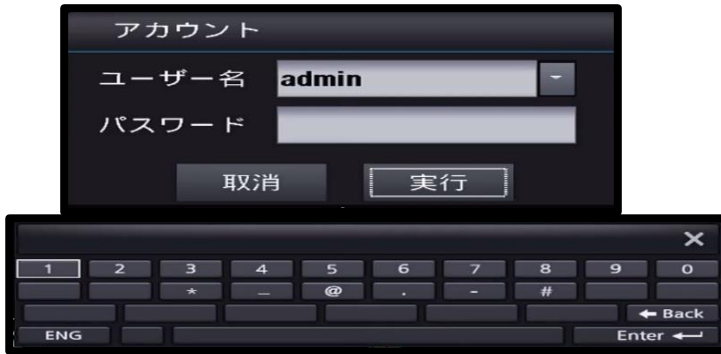 アカウント
ユーザー名 admin
パスワード
取消 実行
×
1 2 3 4 5 6 7 8 9 0
* _ @ . - #
← Back
ENG Enter ←